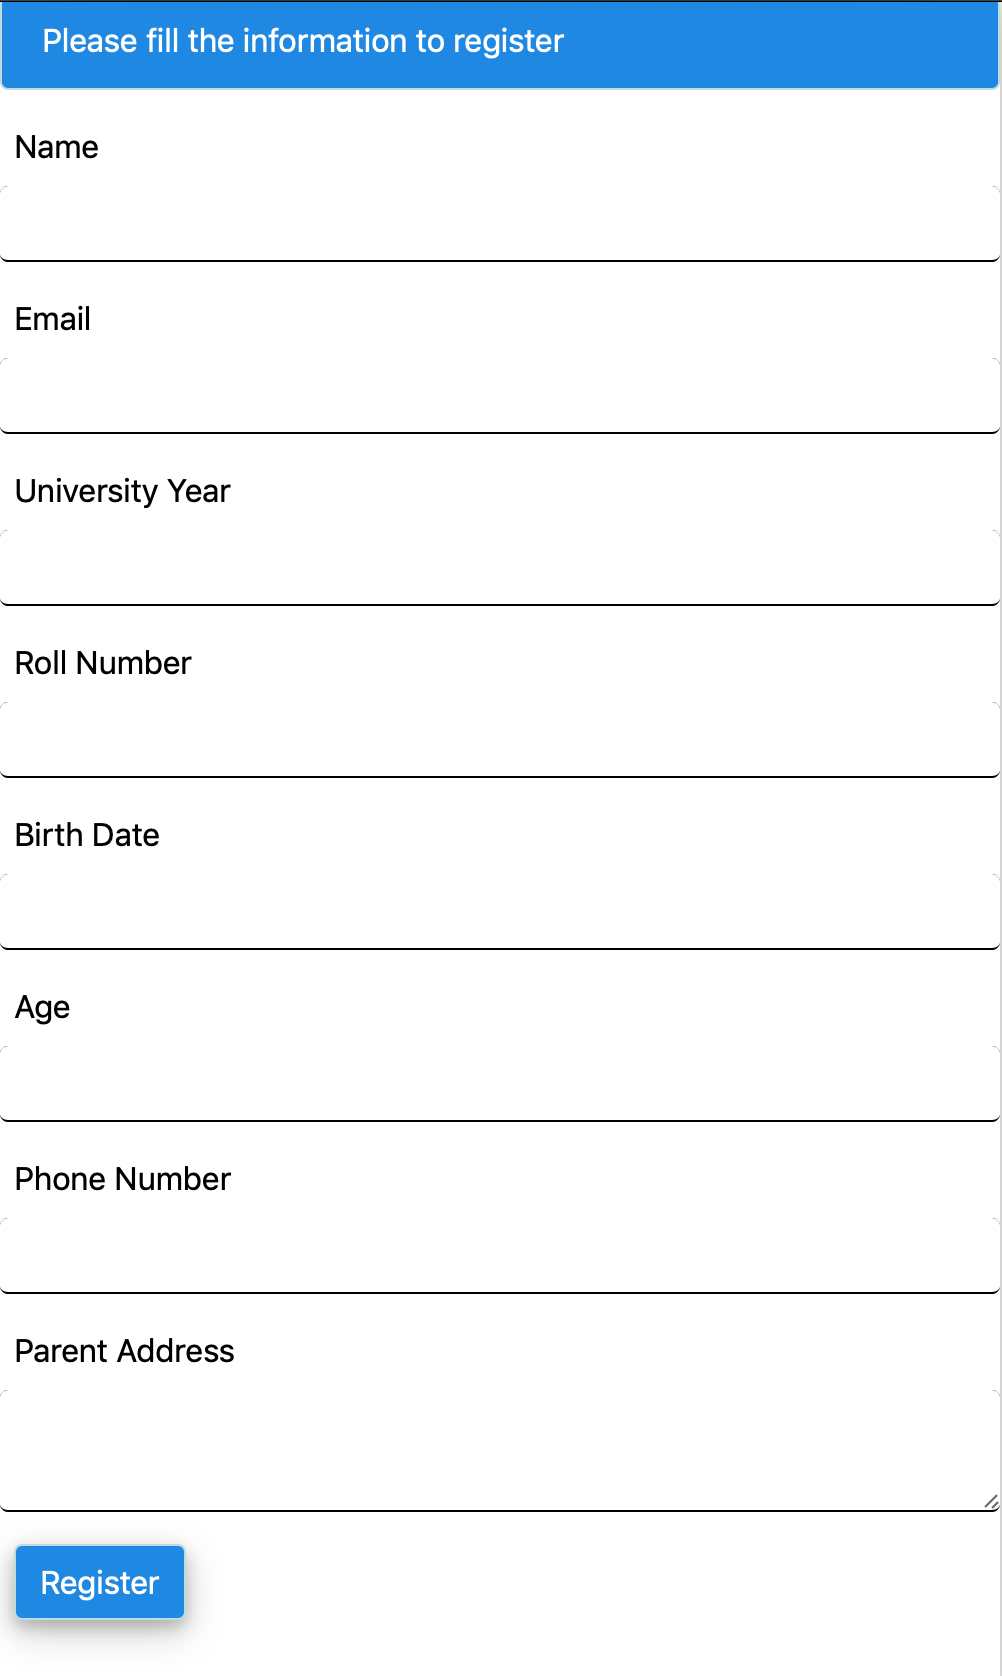 Please fill the information to register
Name
Email
University Year
Roll Number
Birth Date
Age
Phone Number
Parent Address
Register